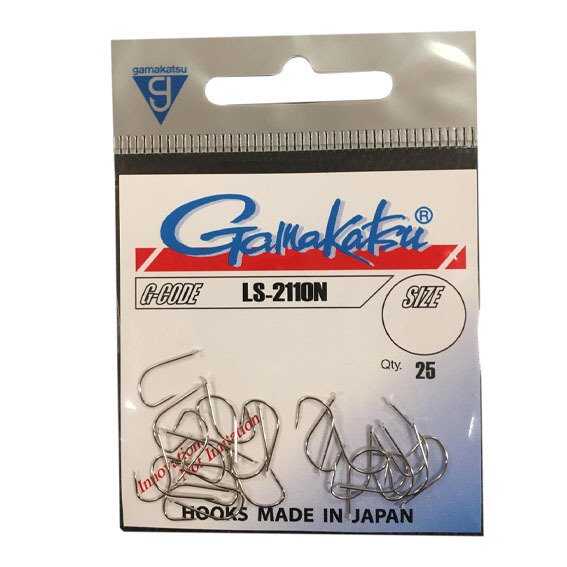 gamakatsu
Gamakatsu®
G-CODE LS-2110N SIZE
Qty. 25
Innovation
Not Imitation
HOOKS MADE IN JAPAN